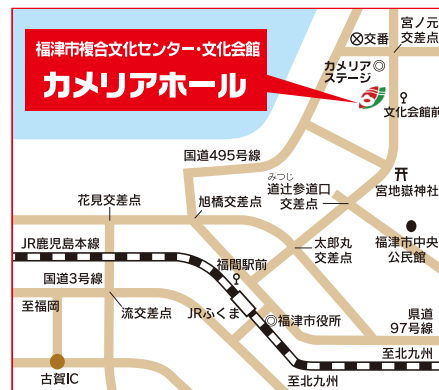 福津市複合文化センター・文化会館
カメリアホール
宮ノ元
交差点
交番
カメリア
ステージ
文化会館前
国道495号線
みつじ
道辻参道口
交差点
宮地嶽神社
花見交差点
旭橋交差点
太郎丸
交差点
福津市中央
公民館
JR鹿児島本線
福間駅前
国道3号線
至福岡
流交差点
JRふくま
福津市役所
県道
97号線
至北九州
至北九州
古賀IC